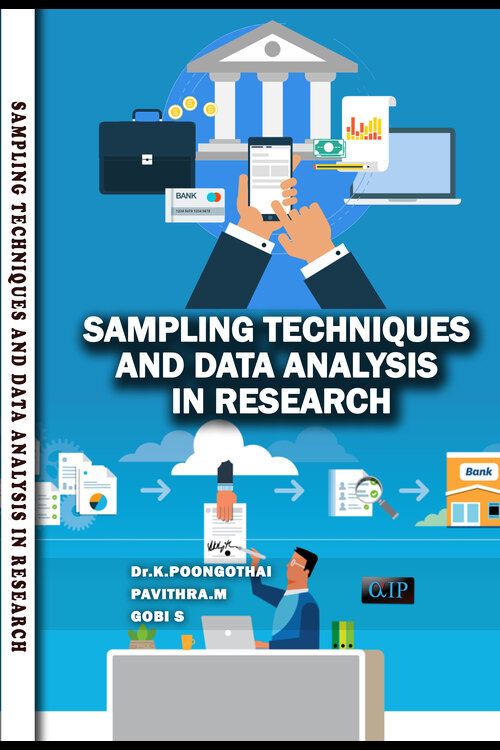 SAMPLING TECHNIQUES AND DATA ANALYSIS IN RESEARCH
BANK
1234 5678 1234 5678
SAMPLING TECHNIQUES
AND DATA ANALYSIS
IN RESEARCH
Bank
Dr.K.POONGOTHAI
PAVITHRA.M
GOBI S
αIP